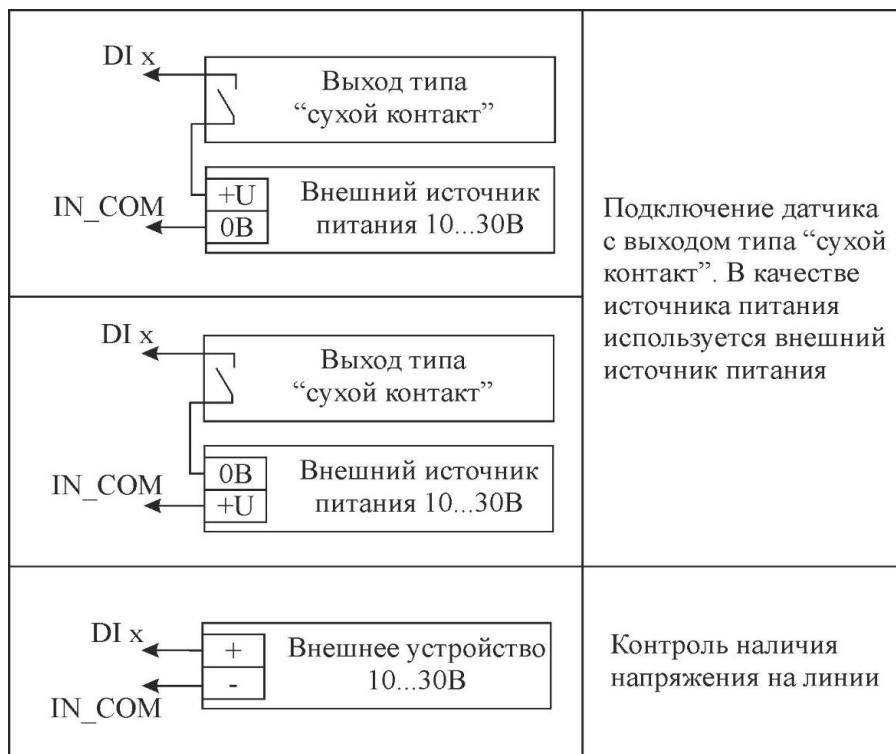 DI x
Выход типа
“сухой контакт”
+U
Внешний источник
IN_COM
0В
питания 10...30В
DI x
Выход типа
“сухой контакт”
0В
Внешний источник
IN_COM
+U
питания 10...30В
Подключение датчика
с выходом типа “сухой
контакт”. В качестве
источника питания
используется внешний
источник питания
DI x
+
Внешнее устройство
-
10...30В
IN_COM
Контроль наличия
напряжения на линии